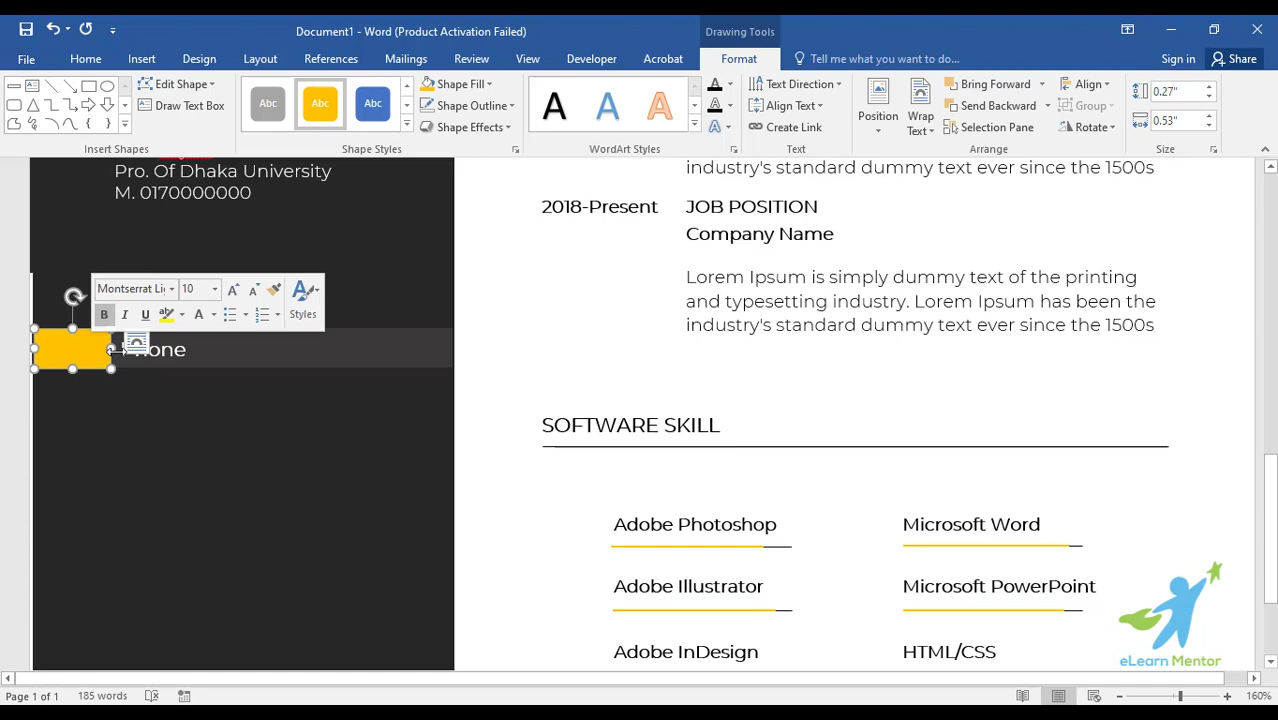 Document1 - Word (Product Activation Failed)
Drawing Tools
File
Home
Insert
Design
Layout
References
Mailings
Review
View
Developer
Acrobat
Format
Tell me what you want to do...
Sign in
Share
Edit Shape
Draw Text Box
Insert Shapes
Abc
Abc
Abc
Shape Fill
Shape Outline
Shape Effects
Shape Styles
A
A
A
WordArt Styles
Text Direction
Align Text
Create Link
Text
Position
Wrap
Text
Bring Forward
Send Backward
Selection Pane
Align
Group
Rotate
Arrange
0.27"
0.53"
Size
Pro. Of Dhaka University
M. 0170000000
Montserrat Li
10
B I U
Styles
industry's standard dummy text ever since the 1500s
2018-Present
JOB POSITION
Company Name
Lorem Ipsum is simply dummy text of the printing
and typesetting industry. Lorem Ipsum has been the
industry's standard dummy text ever since the 1500s
SOFTWARE SKILL
Adobe Photoshop
Microsoft Word
Adobe Illustrator
Microsoft PowerPoint
Adobe InDesign
HTML/CSS
eLearn Mentor
Page 1 of 1
185 words
160%